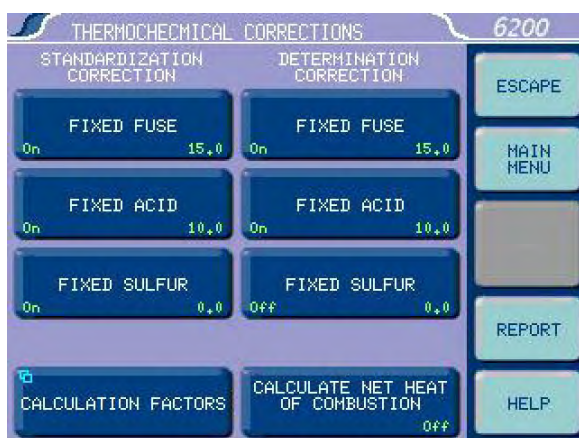 THERMOCHECMICAL CORRECTIONS
6200
STANDARDIZATION
CORRECTION
DETERMINATION
CORRECTION
FIXED FUSE
On 15.0
FIXED FUSE
On 15.0
FIXED ACID
On 10.0
FIXED ACID
On 10.0
FIXED SULFUR
On 0.0
FIXED SULFUR
Off 0.0
CALCULATION FACTORS
CALCULATE NET HEAT
OF COMBUSTION
Off
ESCAPE
MAIN
MENU
REPORT
HELP